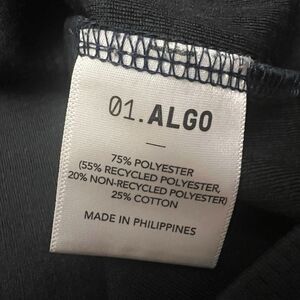 01.ALGO
75% POLYESTER
(55% RECYCLED POLYESTER,
20% NON-RECYCLED POLYESTER)
25% COTTON
MADE IN PHILIPPINES